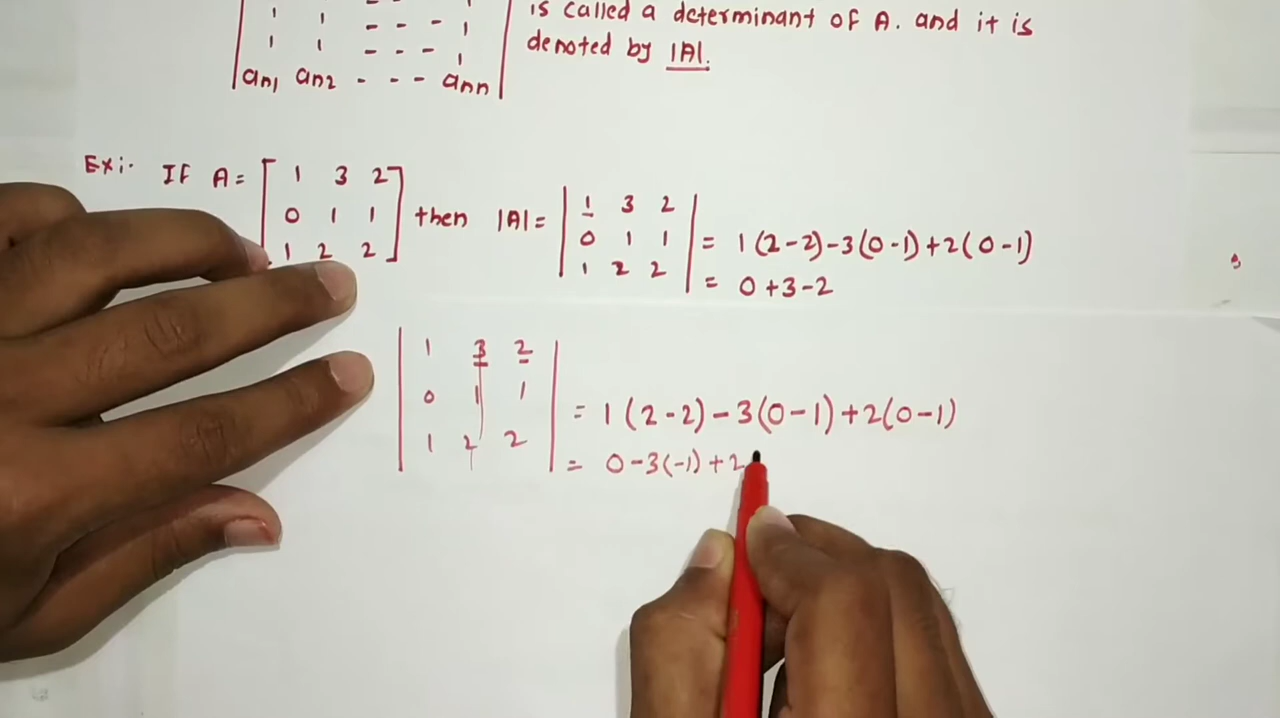 is called a determinant of A. and it is
denoted by |A|.
an1 an2 - - - ann
Ex:- If A = [ 1 3 2
0 1 1
1 2 2 ] then |A| = | 1 3 2
0 1 1
1 2 2 | = 1(2-2)-3(0-1)+2(0-1)
= 0+3-2
| 1 3 2
0 1 1
1 2 2 | = 1(2-2)-3(0-1)+2(0-1)
= 0-3(-1)+2